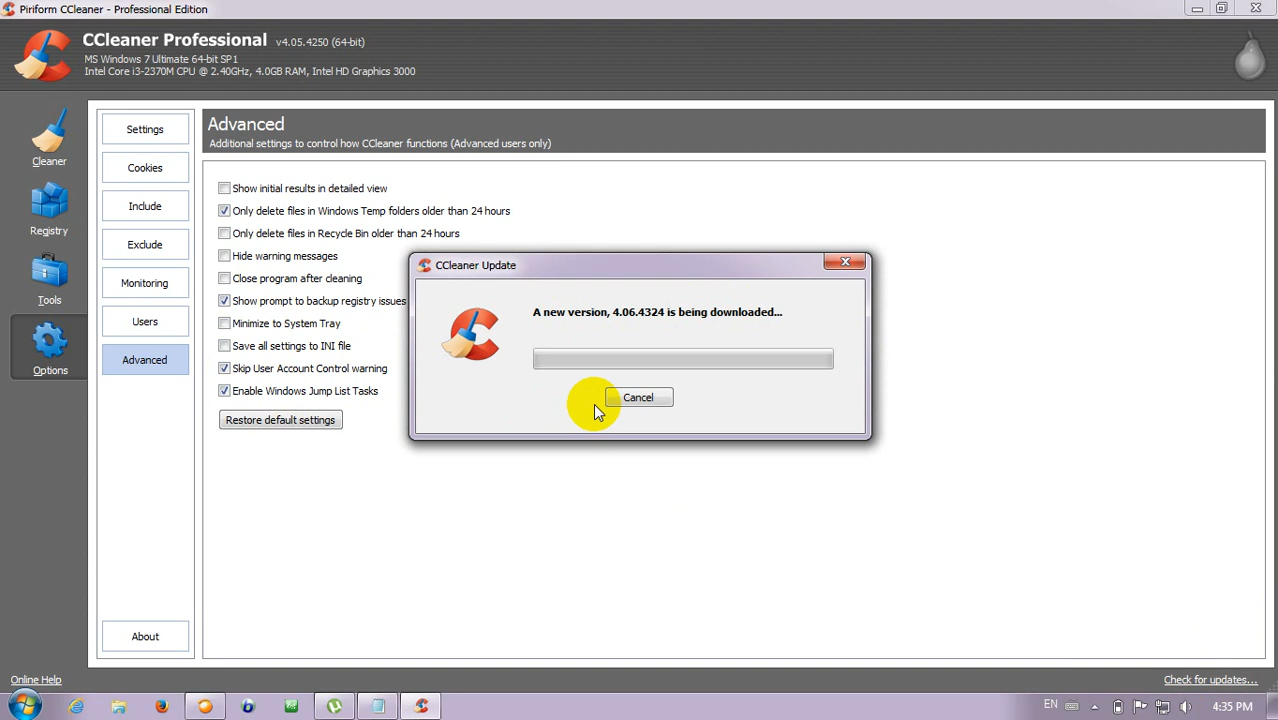 Piriform CCleaner - Professional Edition
CCleaner Professional v4.05.4250 (64-bit)
MS Windows 7 Ultimate 64-bit SP1
Intel Core i3-2370M CPU @ 2.40GHz, 4.0GB RAM, Intel HD Graphics 3000
Cleaner
Registry
Tools
Options
Settings
Cookies
Include
Exclude
Monitoring
Users
Advanced
About
Advanced
Additional settings to control how CCleaner functions (Advanced users only)
Show initial results in detailed view
Only delete files in Windows Temp folders older than 24 hours
Only delete files in Recycle Bin older than 24 hours
Hide warning messages
Close program after cleaning
Show prompt to backup registry issues
Minimize to System Tray
Save all settings to INI file
Skip User Account Control warning
Enable Windows Jump List Tasks
Restore default settings
CCleaner Update
A new version, 4.06.4324 is being downloaded...
Cancel
Online Help
Check for updates...
EN
4:35 PM